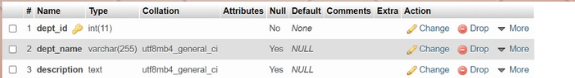 # Name Type Collation Attributes Null Default Comments Extra Action
1 dept_id int(11) No None Change Drop More
2 dept_name varchar(255) utf8mb4_general_ci Yes NULL Change Drop More
3 description text utf8mb4_general_ci Yes NULL Change Drop More